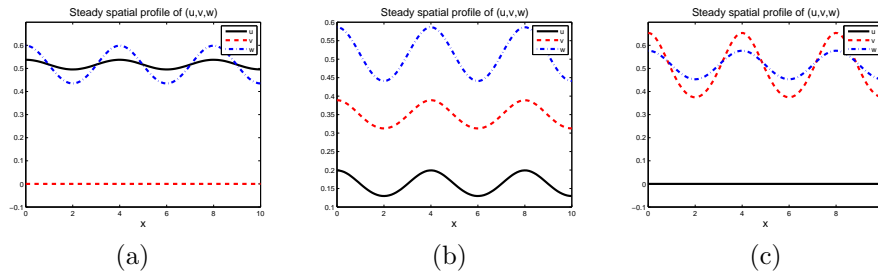 Steady spatial profile of (u,v,w)
0.6
0.5
0.4
0.3
0.2
0.1
0
−0.1
0 2 4 6 8 10
x
u
v
w
(a)
Steady spatial profile of (u,v,w)
0.6
0.55
0.5
0.45
0.4
0.35
0.3
0.25
0.2
0.15
0.1
0 2 4 6 8 10
x
u
v
w
(b)
Steady spatial profile of (u,v,w)
0.6
0.5
0.4
0.3
0.2
0.1
0
−0.1
0 2 4 6 8
x
u
v
w
(c)